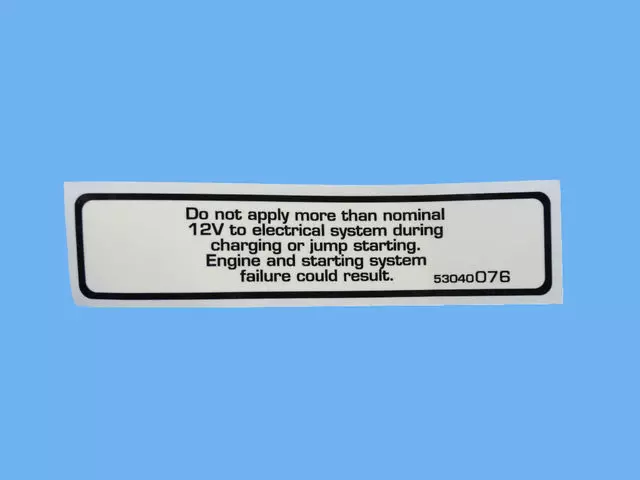 Do not apply more than nominal
12V to electrical system during
charging or jump starting.
Engine and starting system
failure could result.
53040076